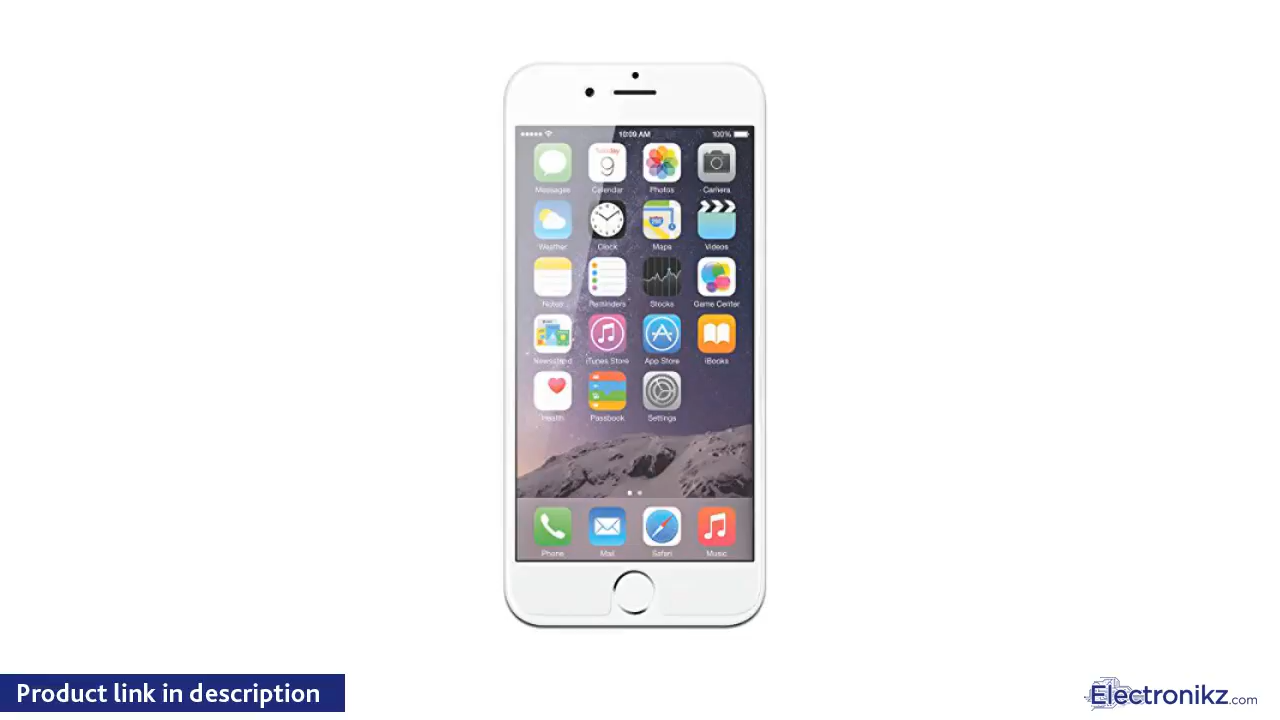 10:09 AM
100%
Tuesday
9
Messages Calendar Photos Camera
280
Weather Clock Maps Videos
Notes Reminders Stocks Game Center
Newsstand iTunes Store App Store iBooks
Health Passbook Settings
Phone Mail Safari Music
Product link in description
Electronikz.com